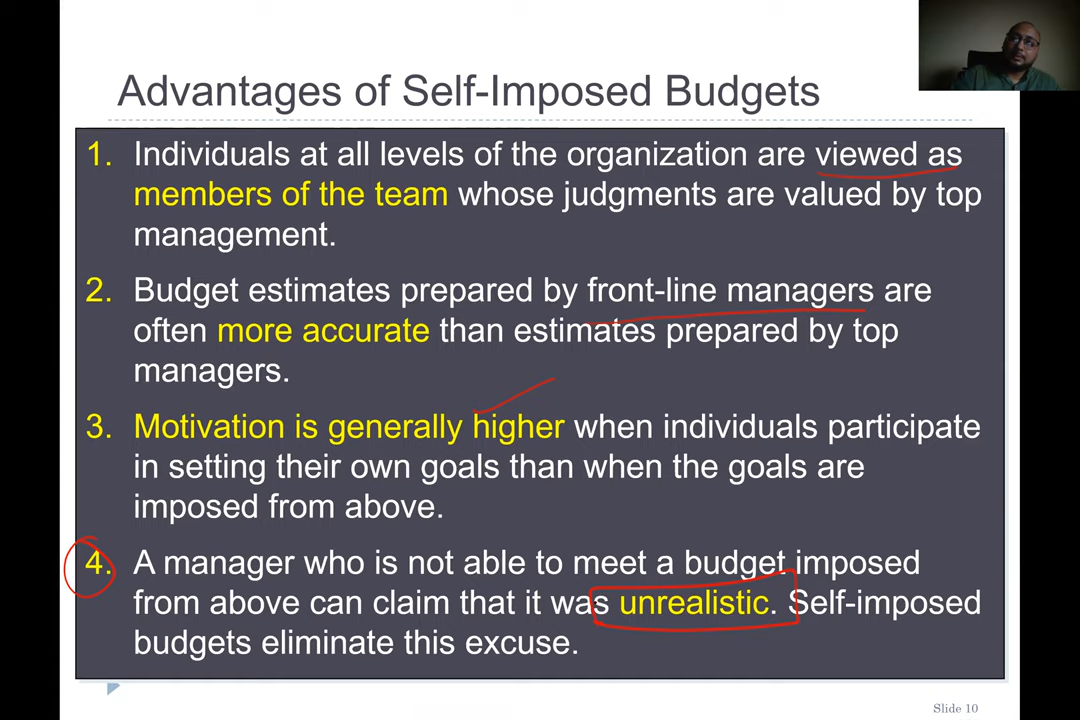 Advantages of Self-Imposed Budgets
1. Individuals at all levels of the organization are viewed as
members of the team whose judgments are valued by top
management.
2. Budget estimates prepared by front-line managers are
often more accurate than estimates prepared by top
managers.
3. Motivation is generally higher when individuals participate
in setting their own goals than when the goals are
imposed from above.
4. A manager who is not able to meet a budget imposed
from above can claim that it was unrealistic. Self-imposed
budgets eliminate this excuse.
Slide 10